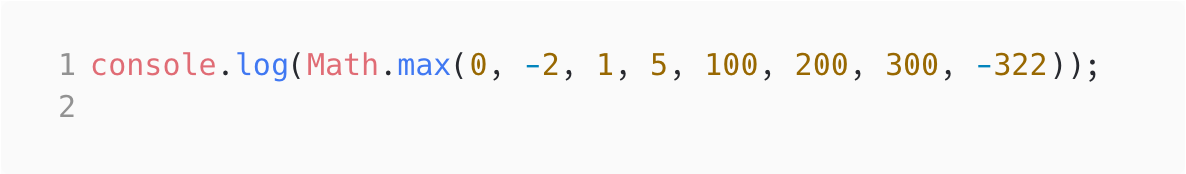 1 console.log(Math.max(0, -2, 1, 5, 100, 200, 300, -322));
2